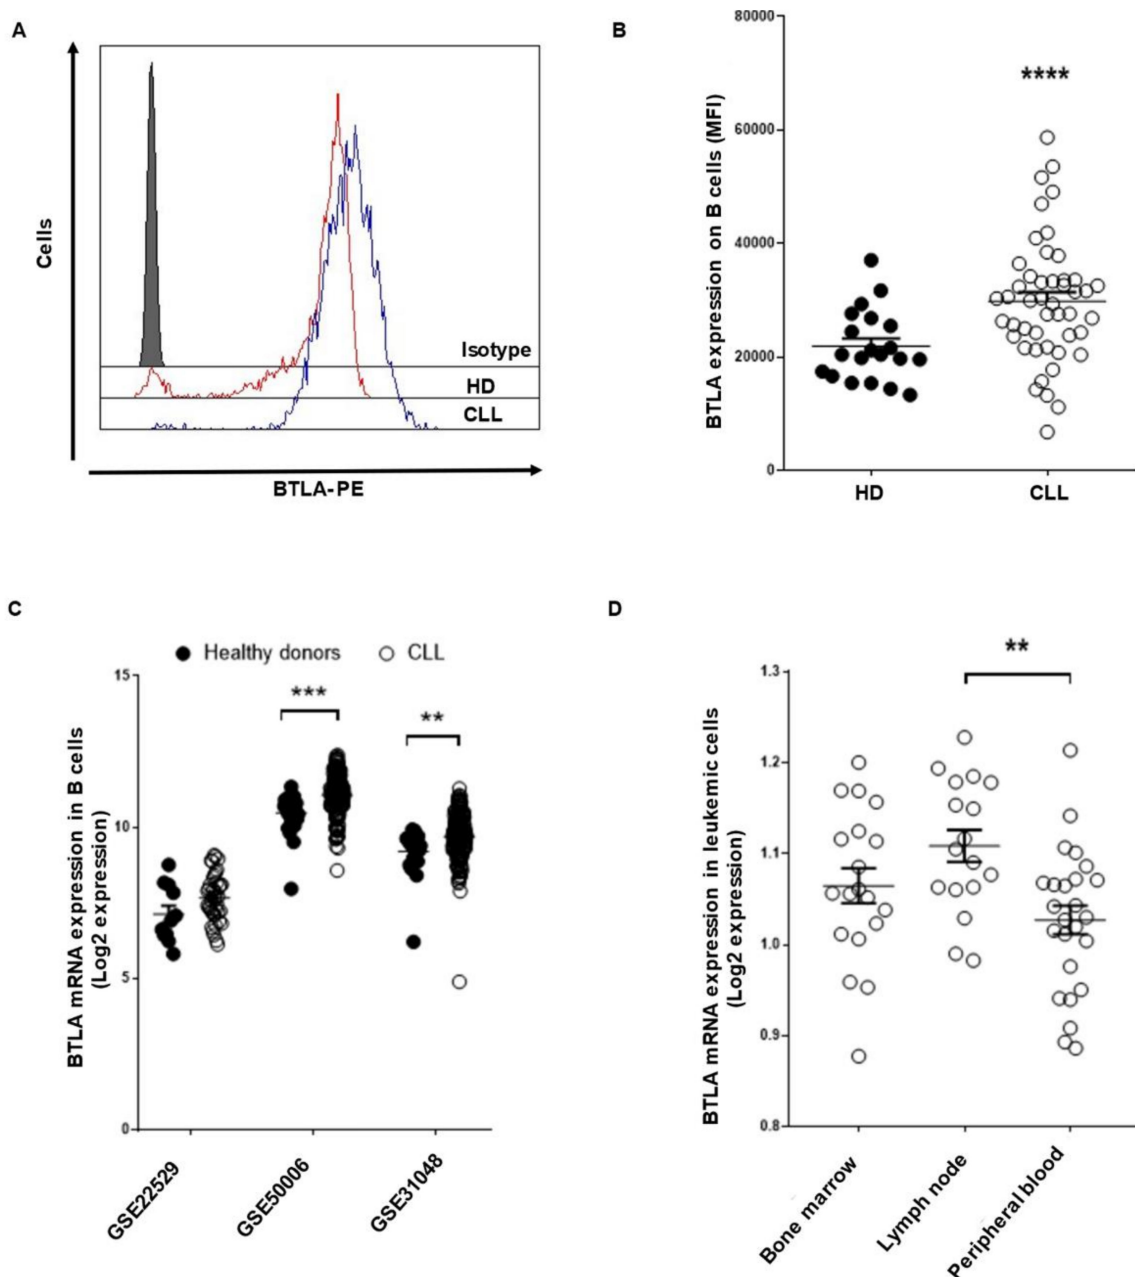 A
Cells
Isotype
HD
CLL
BTLA-PE
B
BTLA expression on B cells (MFI)
80000
60000
40000
20000
0
****
HD
CLL
C
Healthy donors
CLL
BTLA mRNA expression in B cells
(Log2 expression)
15
10
5
0
***
**
GSE22529
GSE50006
GSE31048
D
BTLA mRNA expression in leukemic cells
(Log2 expression)
1.3
1.2
1.1
1.0
0.9
0.8
**
Bone marrow
Lymph node
Peripheral blood